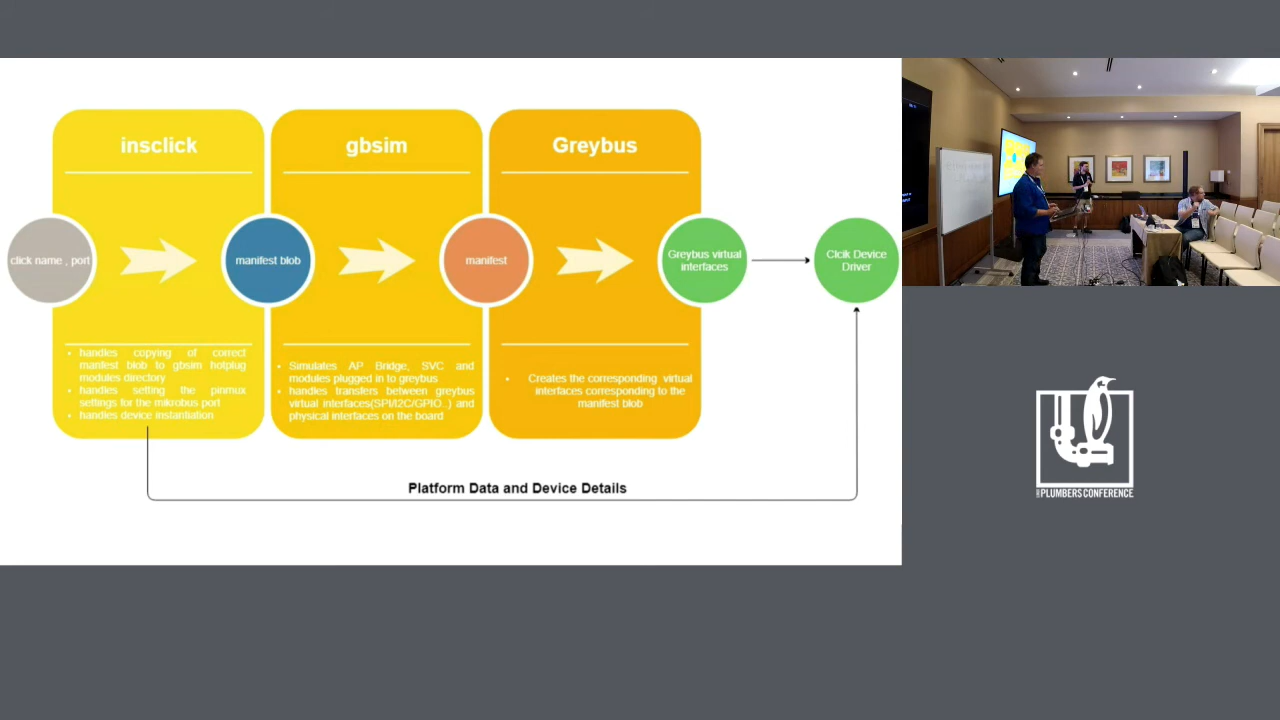 insclick
gbsim
Greybus
click name , port
manifest blob
manifest
Greybus virtual
interfaces
Clcik Device
Driver
• handles copying of correct
manfest blob to gbsim hotplug
modules directory
• handles setting the pinmux
settings for the mikrobus port
• handles device instantiation
• Simulates AP Bridge, SVC and
modules plugged in to greybus
• handles transfers between greybus
virtual interfaces(SPI/I2C/GPIO..) and
physical interfaces on the board
• Creates the corresponding virtual
interfaces corresponding to the
manifest blob
Platform Data and Device Details
PLUMBERS CONFERENCE